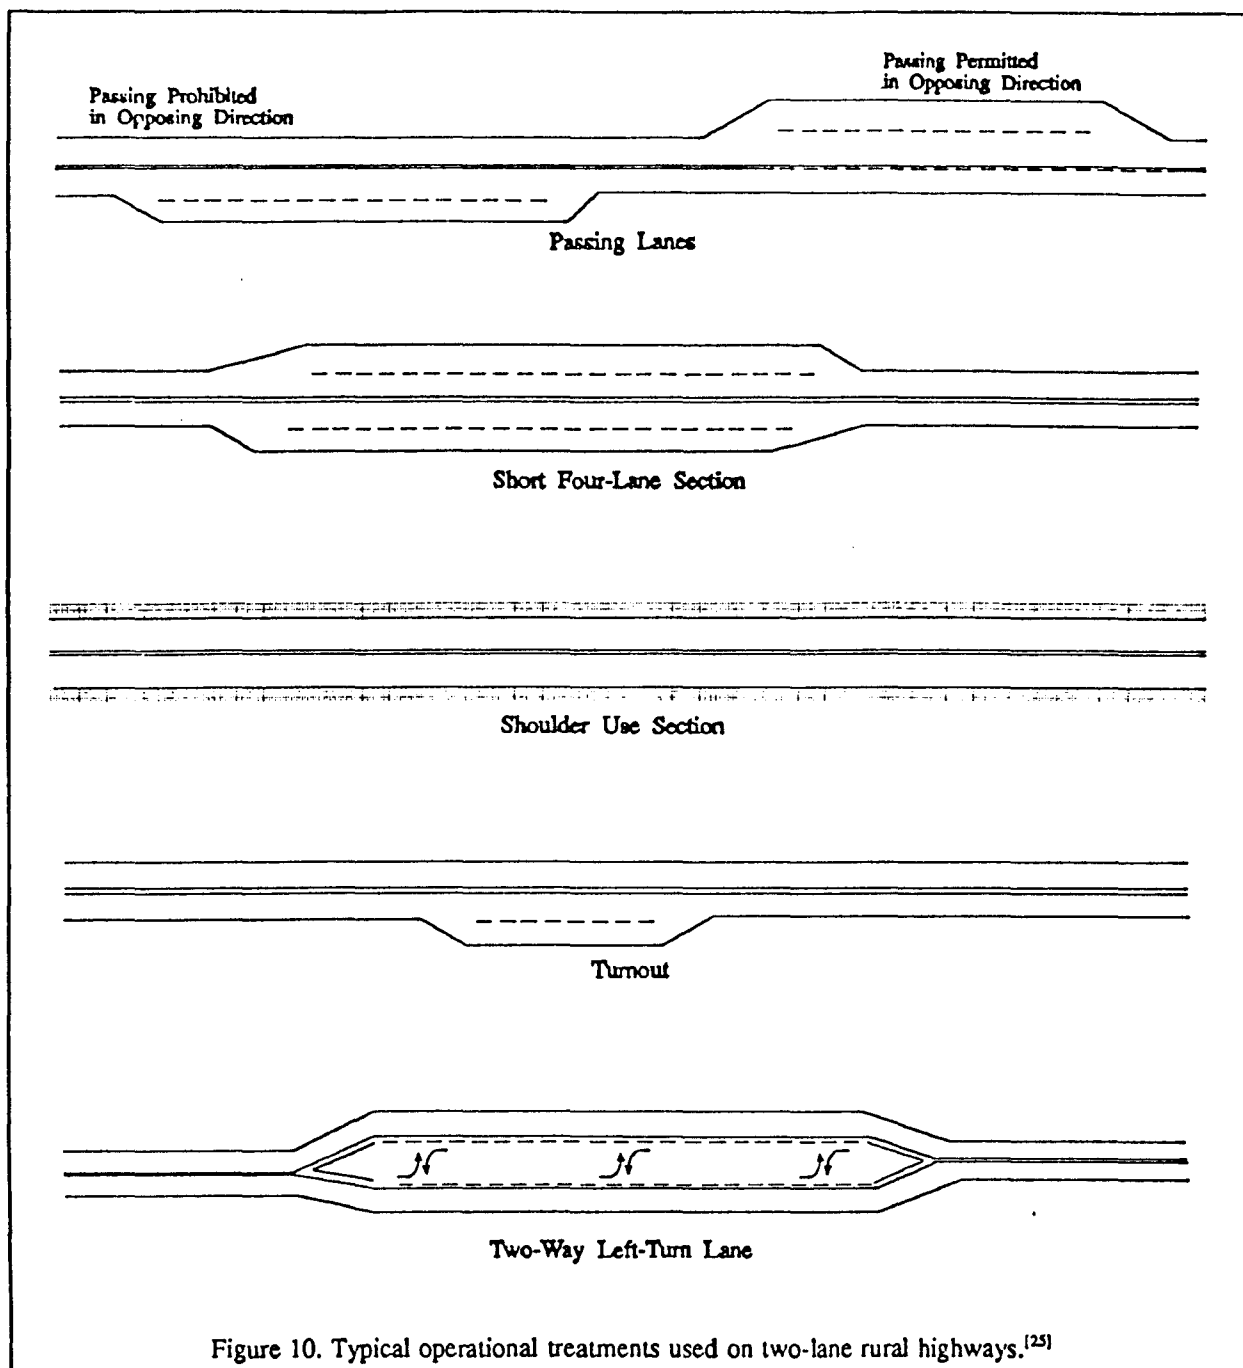 Passing Prohibited
in Opposing Direction
Passing Permitted
in Opposing Direction
Passing Lanes
Short Four-Lane Section
Shoulder Use Section
Turnout
Two-Way Left-Turn Lane
Figure 10. Typical operational treatments used on two-lane rural highways.[25]